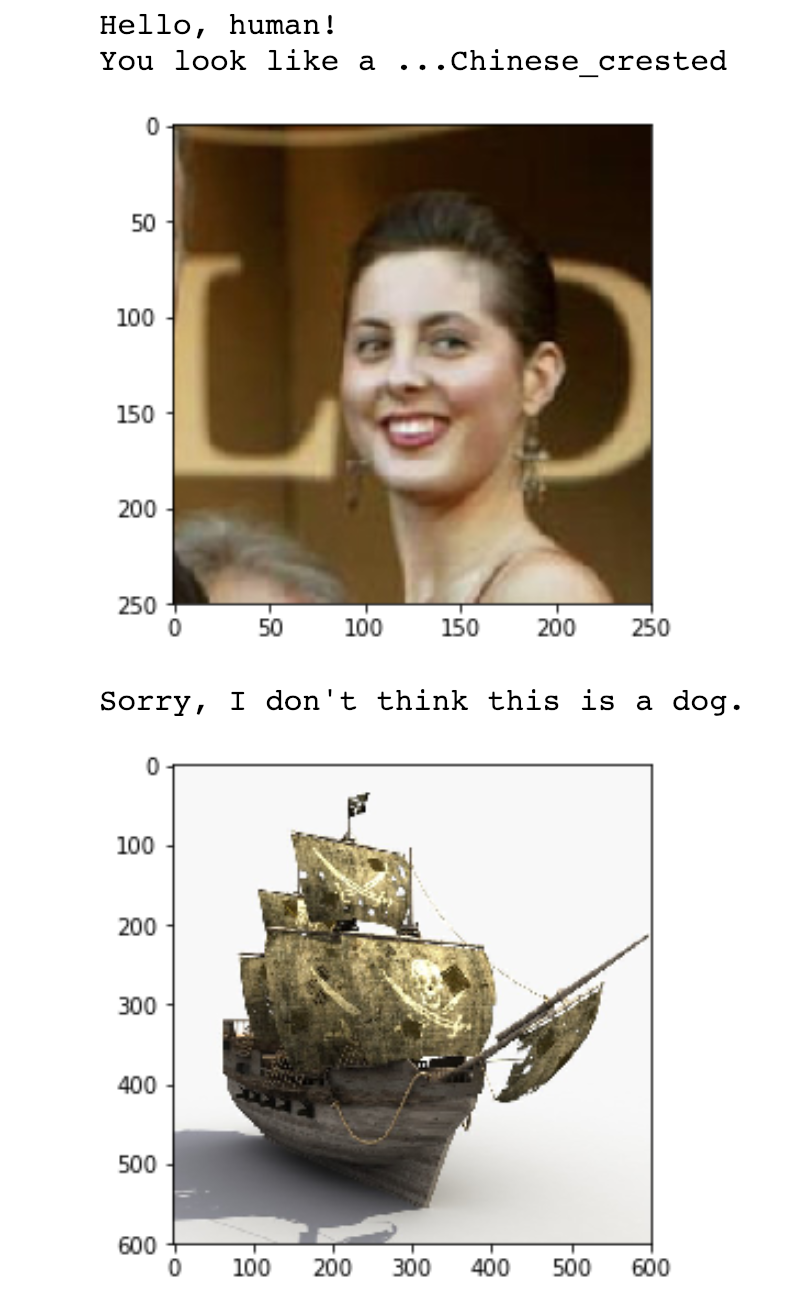 Hello, human!
You look like a ...Chinese_crested
0
50
100
L D
150
200
250
0 50 100 150 200 250
Sorry, I don't think this is a dog.
0
100
200
300
400
500
600
0 100 200 300 400 500 600